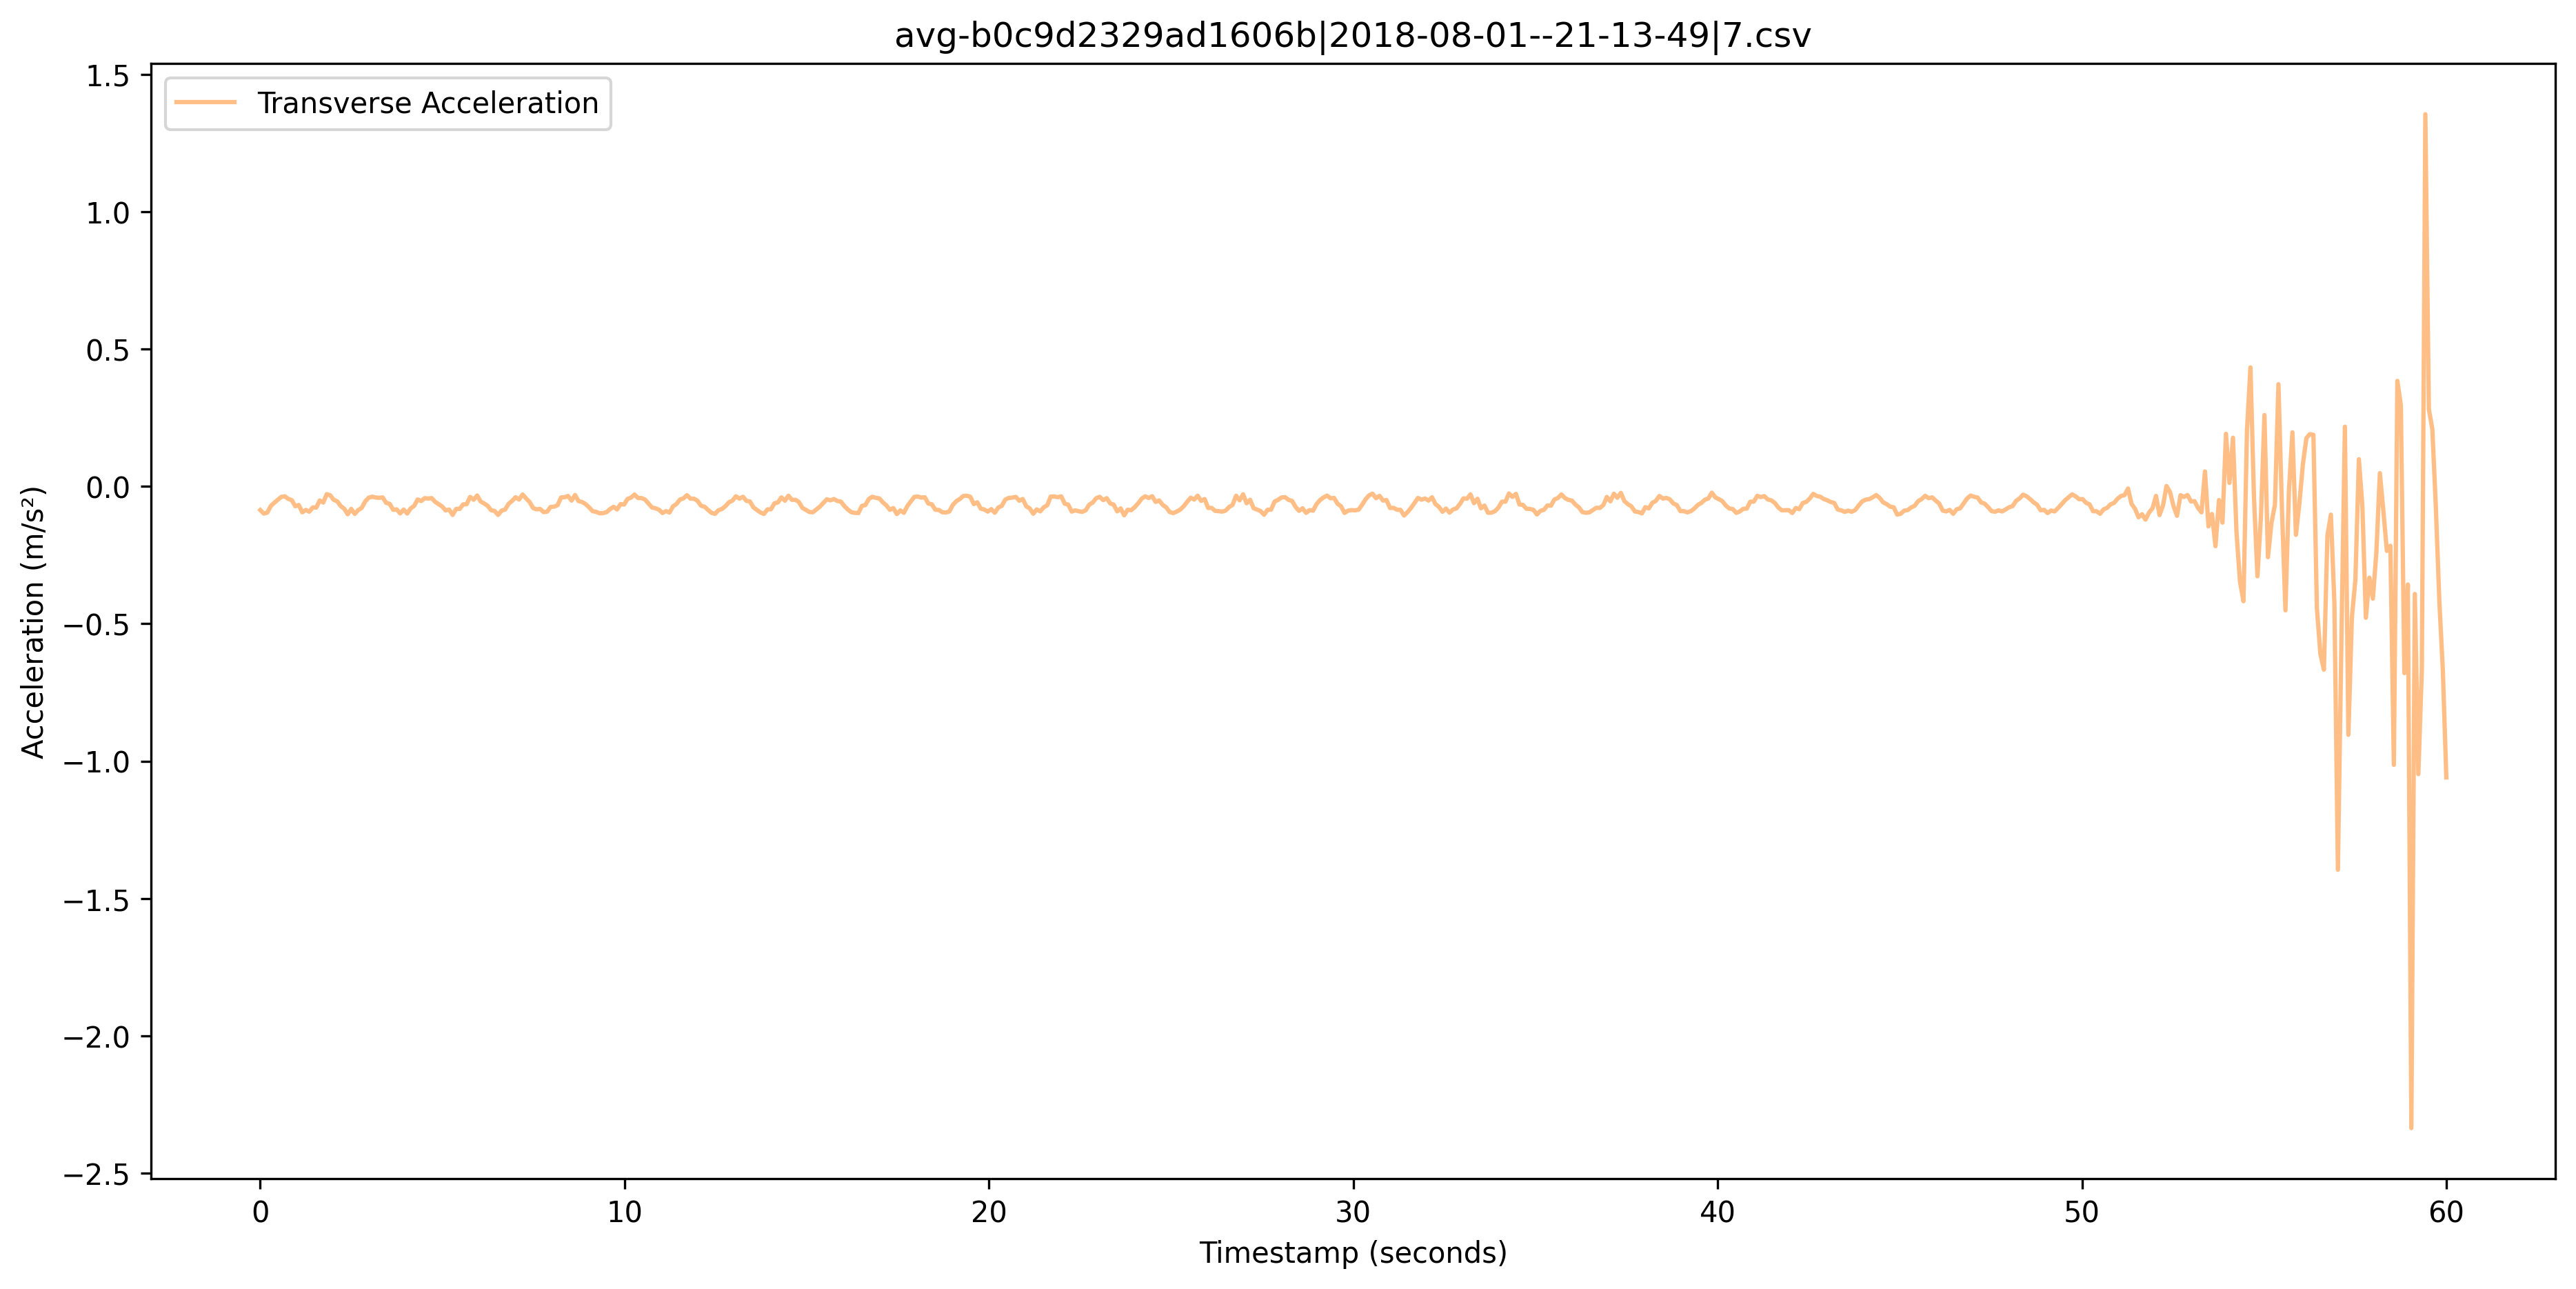 avg-b0c9d2329ad1606b|2018-08-01--21-13-49|7.csv
Transverse Acceleration
1.5
1.0
0.5
0.0
−0.5
−1.0
−1.5
−2.0
−2.5
Acceleration (m/s²)
0 10 20 30 40 50 60
Timestamp (seconds)